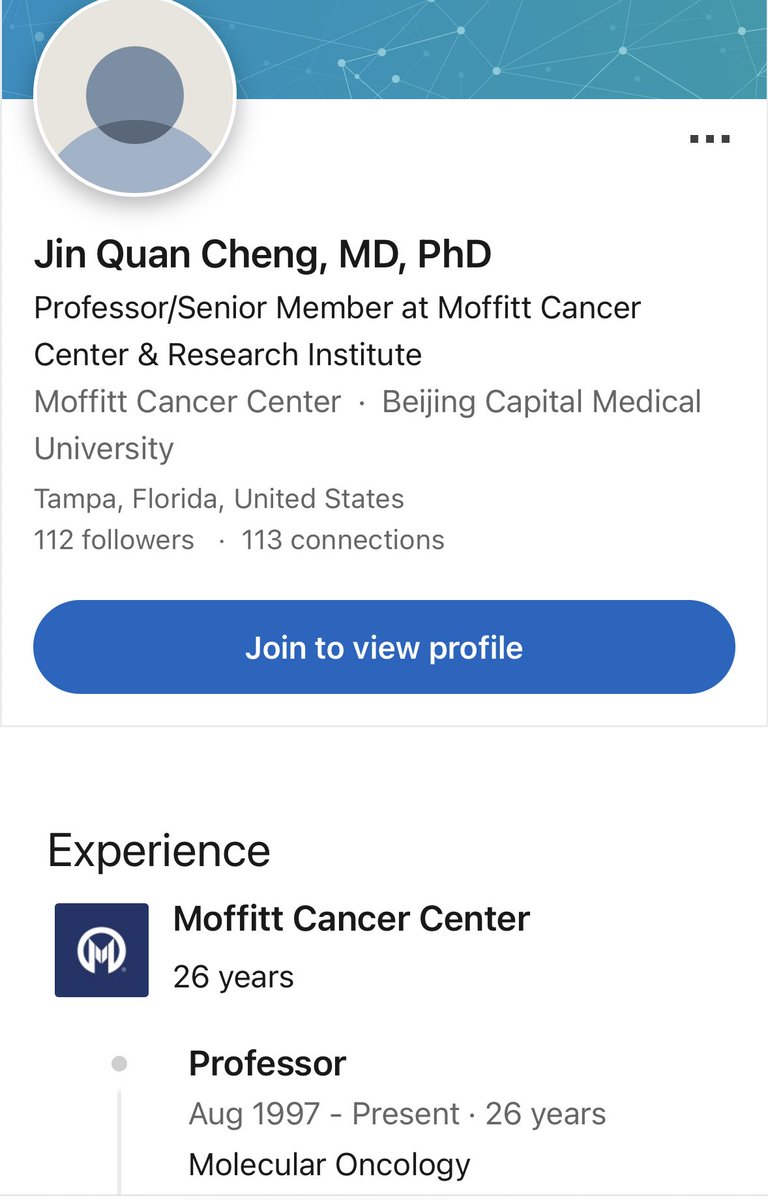 Jin Quan Cheng, MD, PhD
Professor/Senior Member at Moffitt Cancer
Center & Research Institute
Moffitt Cancer Center · Beijing Capital Medical
University
Tampa, Florida, United States
112 followers · 113 connections
Join to view profile
Experience
Moffitt Cancer Center
26 years
Professor
Aug 1997 - Present · 26 years
Molecular Oncology